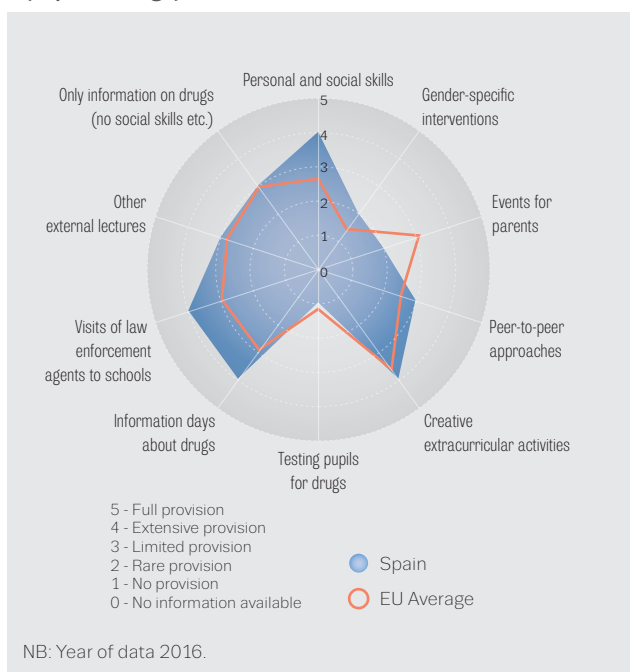 Personal and social skills
Only information on drugs
(no social skills etc.)
Gender-specific
interventions
5
4
3
2
1
0
Other
external lectures
Events for
parents
Visits of law
enforcement
agents to schools
Peer-to-peer
approaches
Information days
about drugs
Creative
extracurricular activities
Testing pupils
for drugs
5 - Full provision
4 - Extensive provision
3 - Limited provision
2 - Rare provision
1 - No provision
0 - No information available
Spain
EU Average
NB: Year of data 2016.